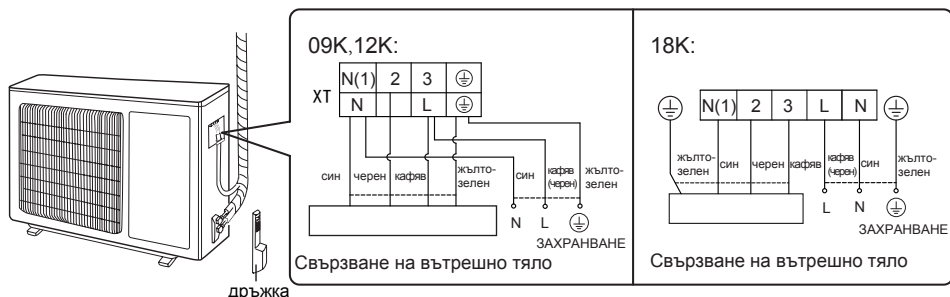 09K,12K:
N(1) 2 3
XT N L
син черен кафяв жълто-
зелен
син кафяв
(черен)
жълто-
зелен
N L
ЗАХРАНВАНЕ
Свързване на вътрешно тяло
18K:
N(1) 2 3 L N
жълто-
зелен
син черен кафяв кафяв
(черен)
син жълто-
зелен
L N
ЗАХРАНВАНЕ
Свързване на вътрешно тяло
дръжка